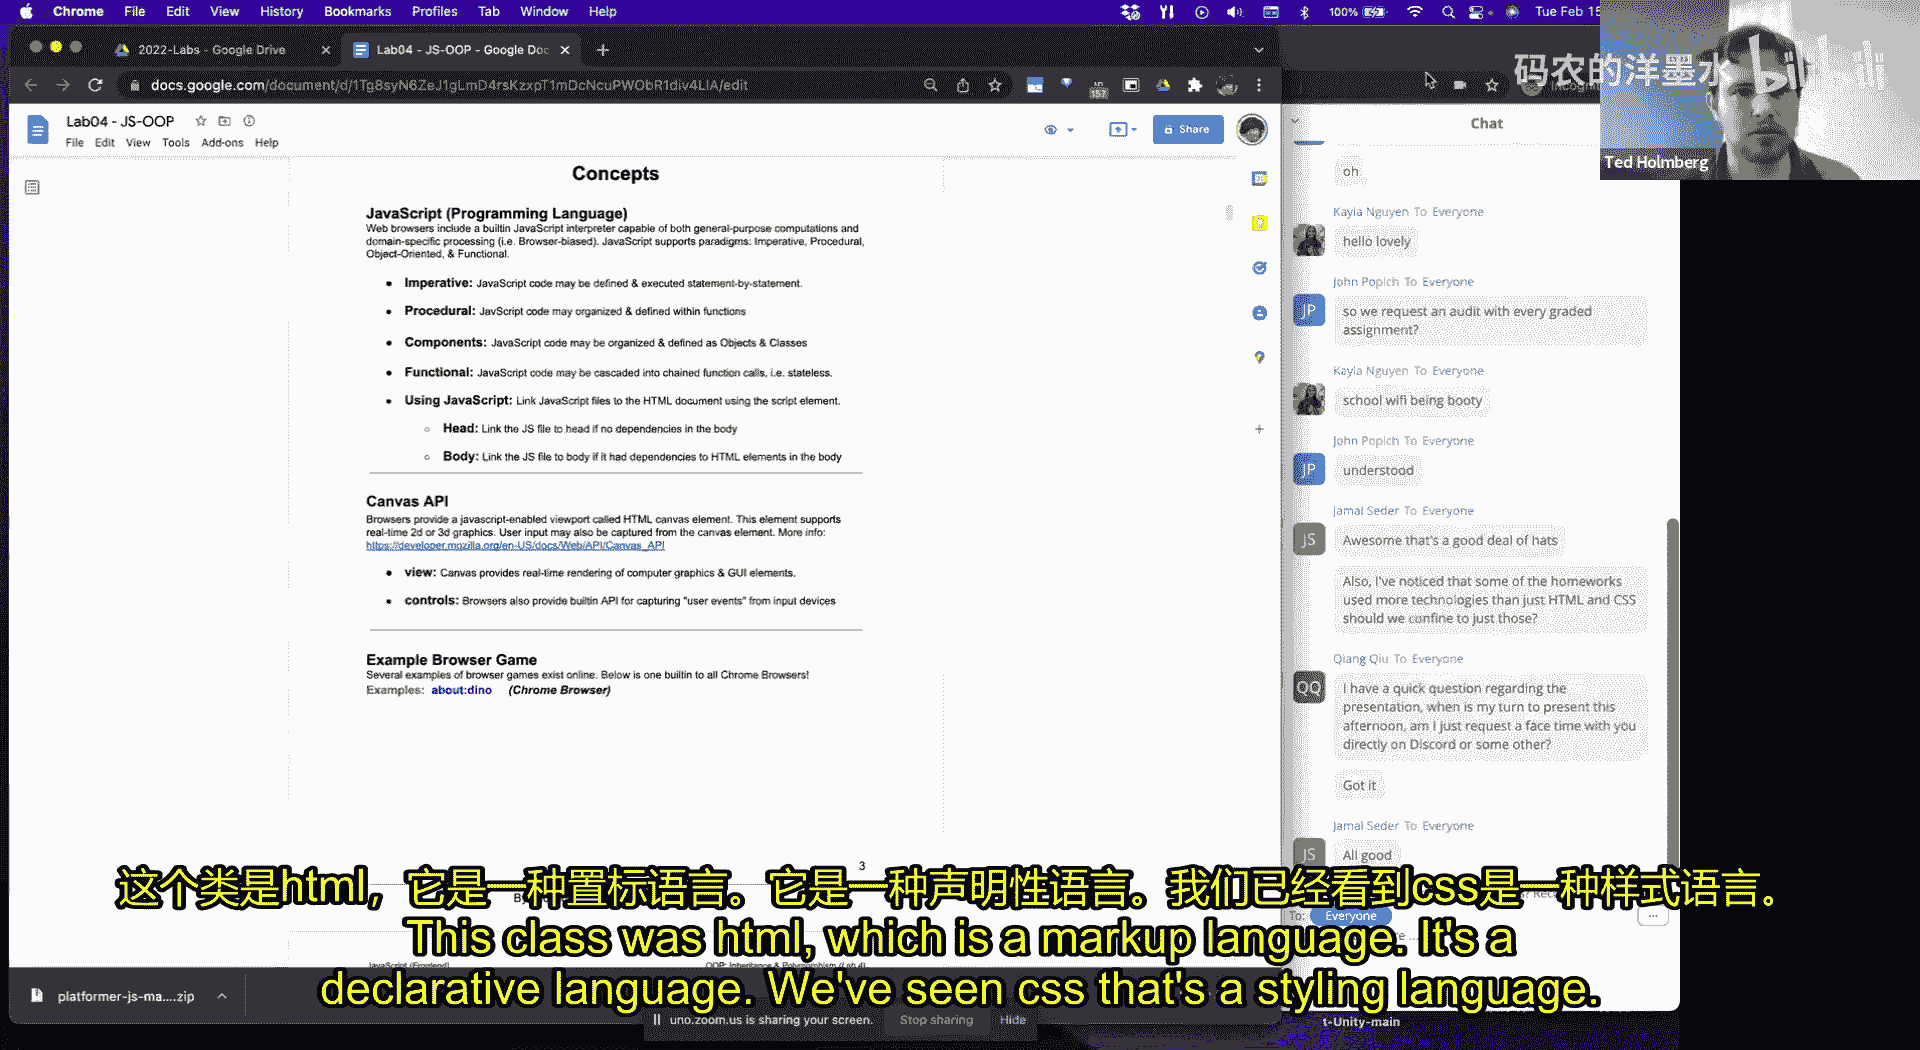 Chrome File Edit View History Bookmarks Profiles Tab Window Help
100%
Tue Feb 15
2022-Labs - Google Drive
Lab04 - JS-OOP - Google Doc
docs.google.com/document/d/1Tg8syN6ZeJ1gLmD4rsKzxpT1mDcNcuPWObR1div4LIA/edit
157
码农的洋墨水
bilibili
Ted Holmberg
Lab04 - JS-OOP
File Edit View Tools Add-ons Help
Share
Concepts
JavaScript (Programming Language)
Web browsers include a builtin JavaScript interpreter capable of both general-purpose computations and
domain-specific processing (i.e. Browser-biased). JavaScript supports paradigms: Imperative, Procedural,
Object-Oriented, & Functional.
Imperative: JavaScript code may be defined & executed statement-by-statement.
Procedural: JavScript code may organized & defined within functions
Components: JavaScript code may be organized & defined as Objects & Classes
Functional: JavaScript code may be cascaded into chained function calls, i.e. stateless.
Using JavaScript: Link JavaScript files to the HTML document using the script element.
Head: Link the JS file to head if no dependencies in the body
Body: Link the JS file to body if it had dependencies to HTML elements in the body
Canvas API
Browsers provide a javascript-enabled viewport called HTML canvas element. This element supports
real-time 2d or 3d graphics. User input may also be captured from the canvas element. More info:
https://developer.mozilla.org/en-US/docs/Web/API/Canvas_API
view: Canvas provides real-time rendering of computer graphics & GUI elements.
controls: Browsers also provide builtin API for capturing "user events" from input devices
Example Browser Game
Several examples of browser games exist online. Below is one builtin to all Chrome Browsers!
Examples: about:dino (Chrome Browser)
3
Chat
oh
Kayla Nguyen To Everyone
hello lovely
John Popich To Everyone
JP
so we request an audit with every graded
assignment?
Kayla Nguyen To Everyone
school wifi being booty
John Popich To Everyone
JP
understood
Jamal Seder To Everyone
JS
Awesome that's a good deal of hats
Also, I've noticed that some of the homeworks
used more technologies than just HTML and CSS
should we confine to just those?
Qiang Qiu To Everyone
QQ
I have a quick question regarding the
presentation, when is my turn to present this
afternoon, am I just request a face time with you
directly on Discord or some other?
Got it
Jamal Seder To Everyone
JS
All good
To: Everyone
这个类是html，它是一种置标语言。它是一种声明性语言。我们已经看到css是一种样式语言。
This class was html, which is a markup language. It's a
declarative language. We've seen css that's a styling language.
JavaScript (Frontend)
OOP: Inheritance & Polymorphism (Lab 4)
platformer-js-ma....zip
uno.zoom.us is sharing your screen. Stop sharing Hide
t-Unity-main